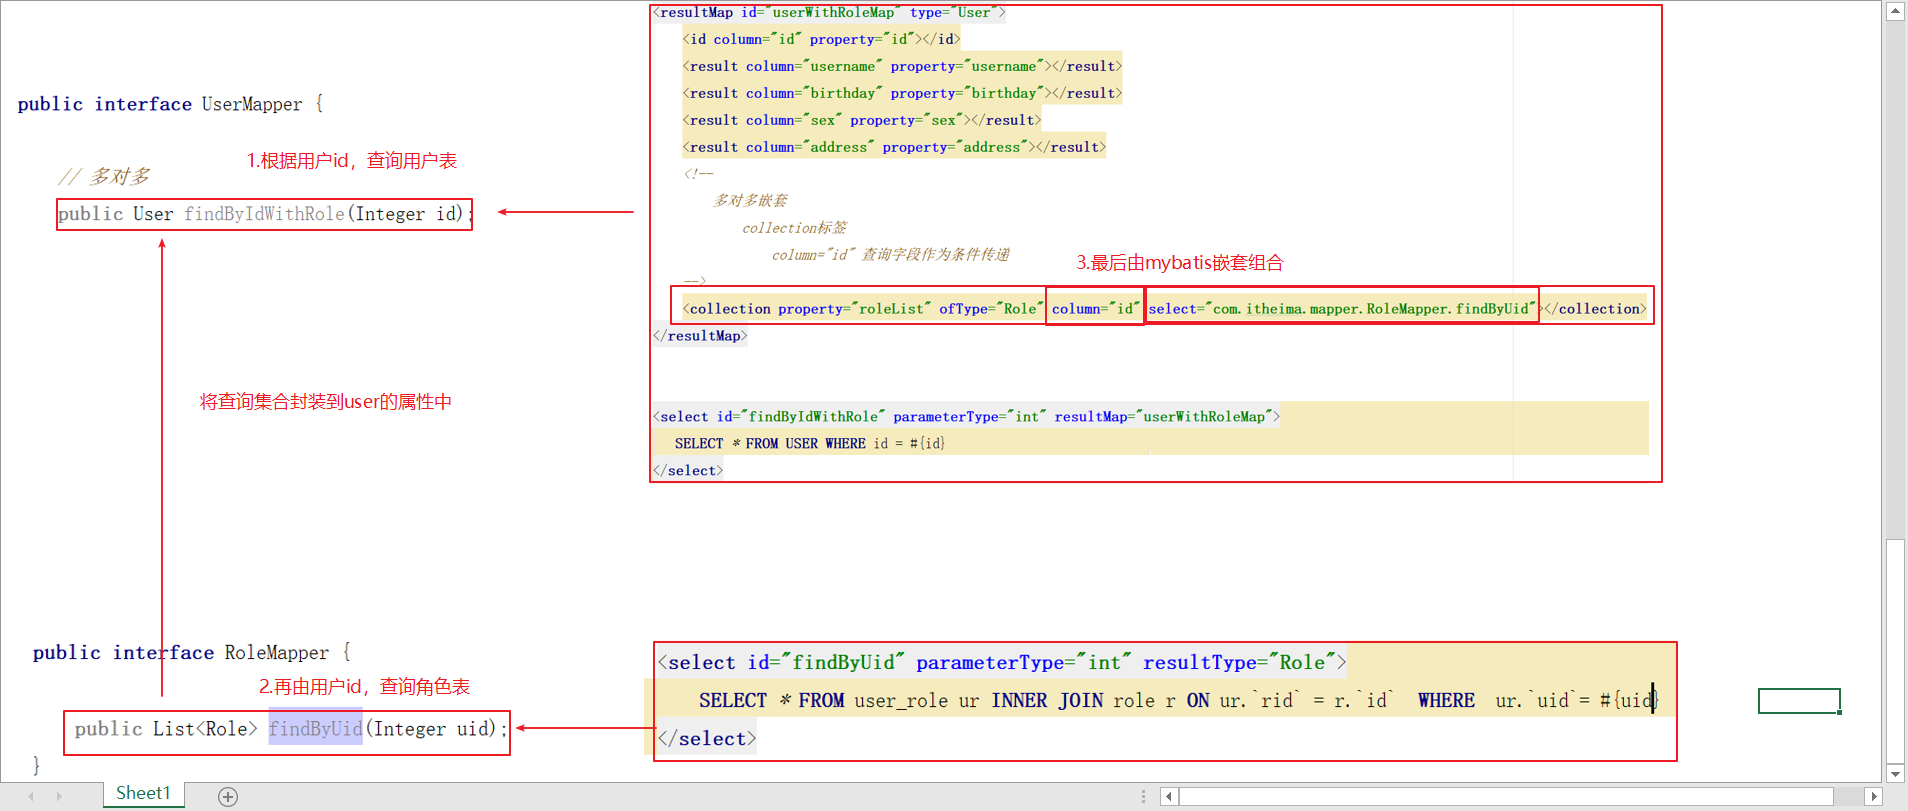 public interface UserMapper {
1.根据用户id，查询用户表
// 多对多
public User findByIdWithRole(Integer id);
将查询集合封装到user的属性中
<resultMap id="userWithRoleMap" type="User">
<id column="id" property="id"></id>
<result column="username" property="username"></result>
<result column="birthday" property="birthday"></result>
<result column="sex" property="sex"></result>
<result column="address" property="address"></result>
<!--
多对多嵌套
collection标签
column="id" 查询字段作为条件传递
3.最后由mybatis嵌套组合
-->
<collection property="roleList" ofType="Role" column="id" select="com.itheima.mapper.RoleMapper.findByUid"></collection>
</resultMap>
<select id="findByIdWithRole" parameterType="int" resultMap="userWithRoleMap">
SELECT * FROM USER WHERE id = #{id}
</select>
public interface RoleMapper {
2.再由用户id，查询角色表
public List<Role> findByUid(Integer uid);
}
<select id="findByUid" parameterType="int" resultType="Role">
SELECT * FROM user_role ur INNER JOIN role r ON ur.`rid` = r.`id` WHERE ur.`uid`= #{uid}
</select>
Sheet1